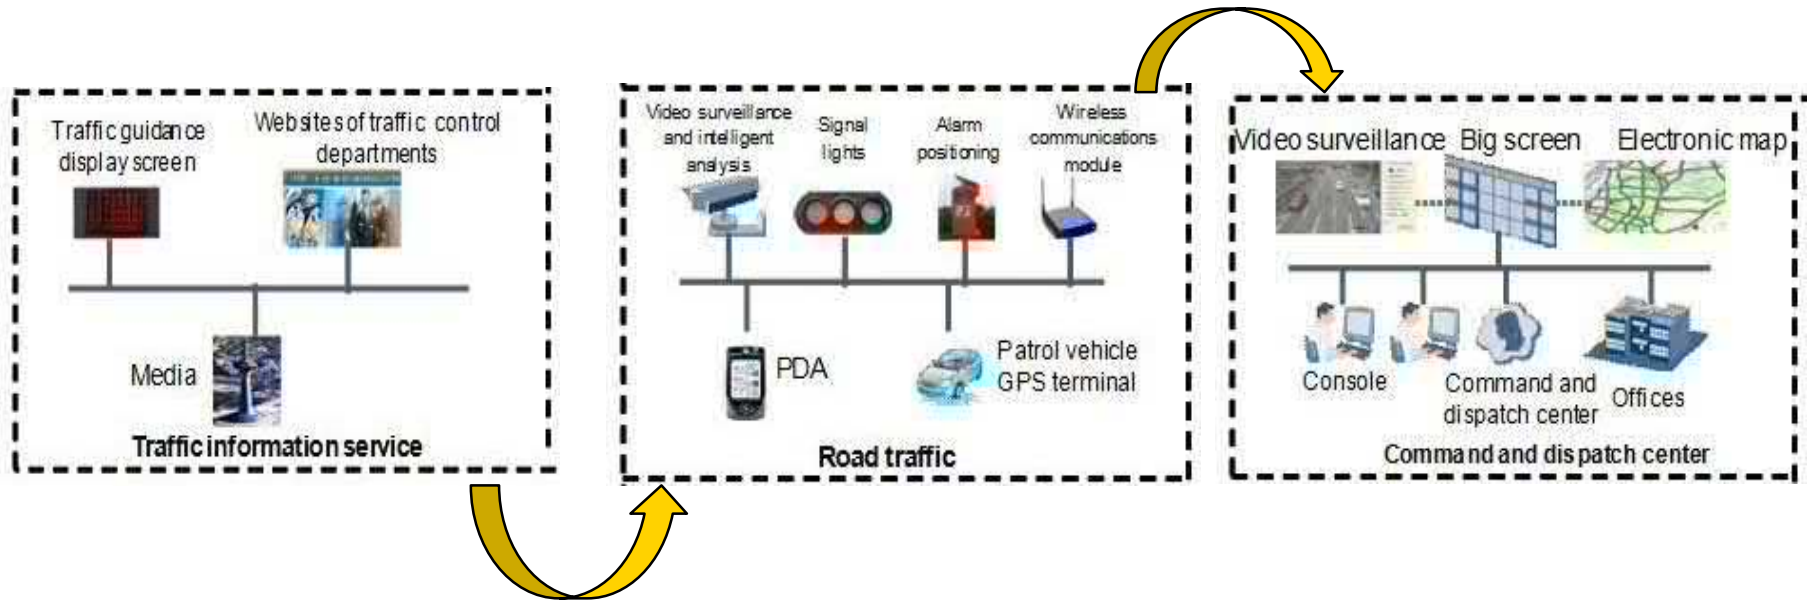 Traffic guidance
display screen
Websites of traffic control
departments
Media
Traffic information service
Video surveillance
and intelligent
analysis
Signal
lights
Alarm
positioning
Wireless
communications
module
PDA
Patrol vehicle
GPS terminal
Road traffic
Video surveillance
Big screen
Electronic map
Console
Command and
dispatch center
Offices
Command and dispatch center